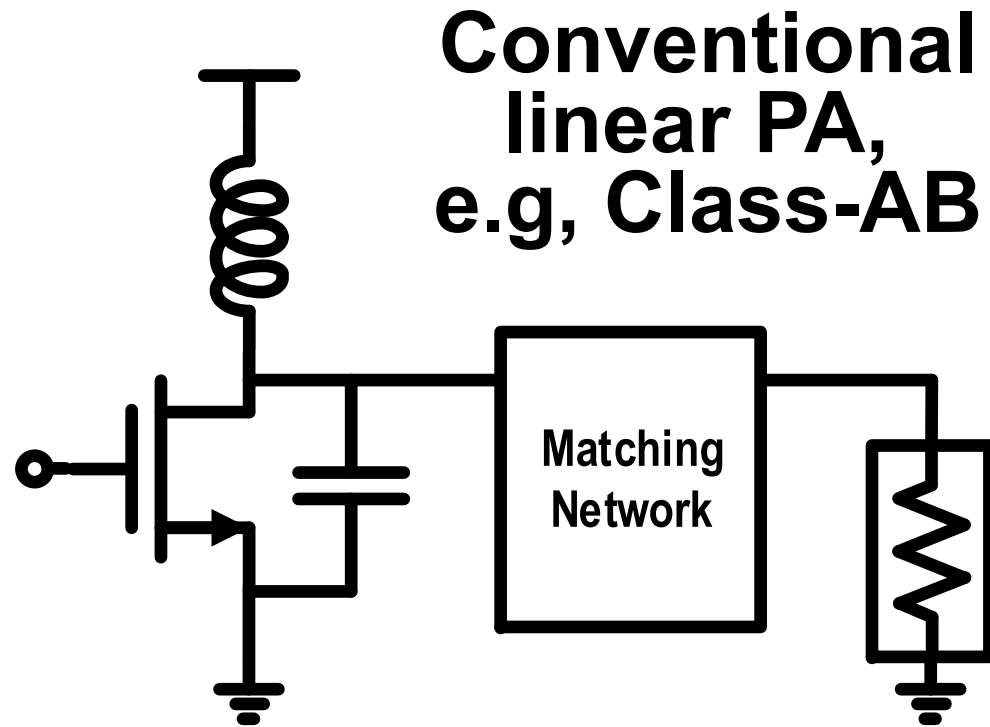 Conventional
linear PA,
e.g, Class-AB
Matching
Network